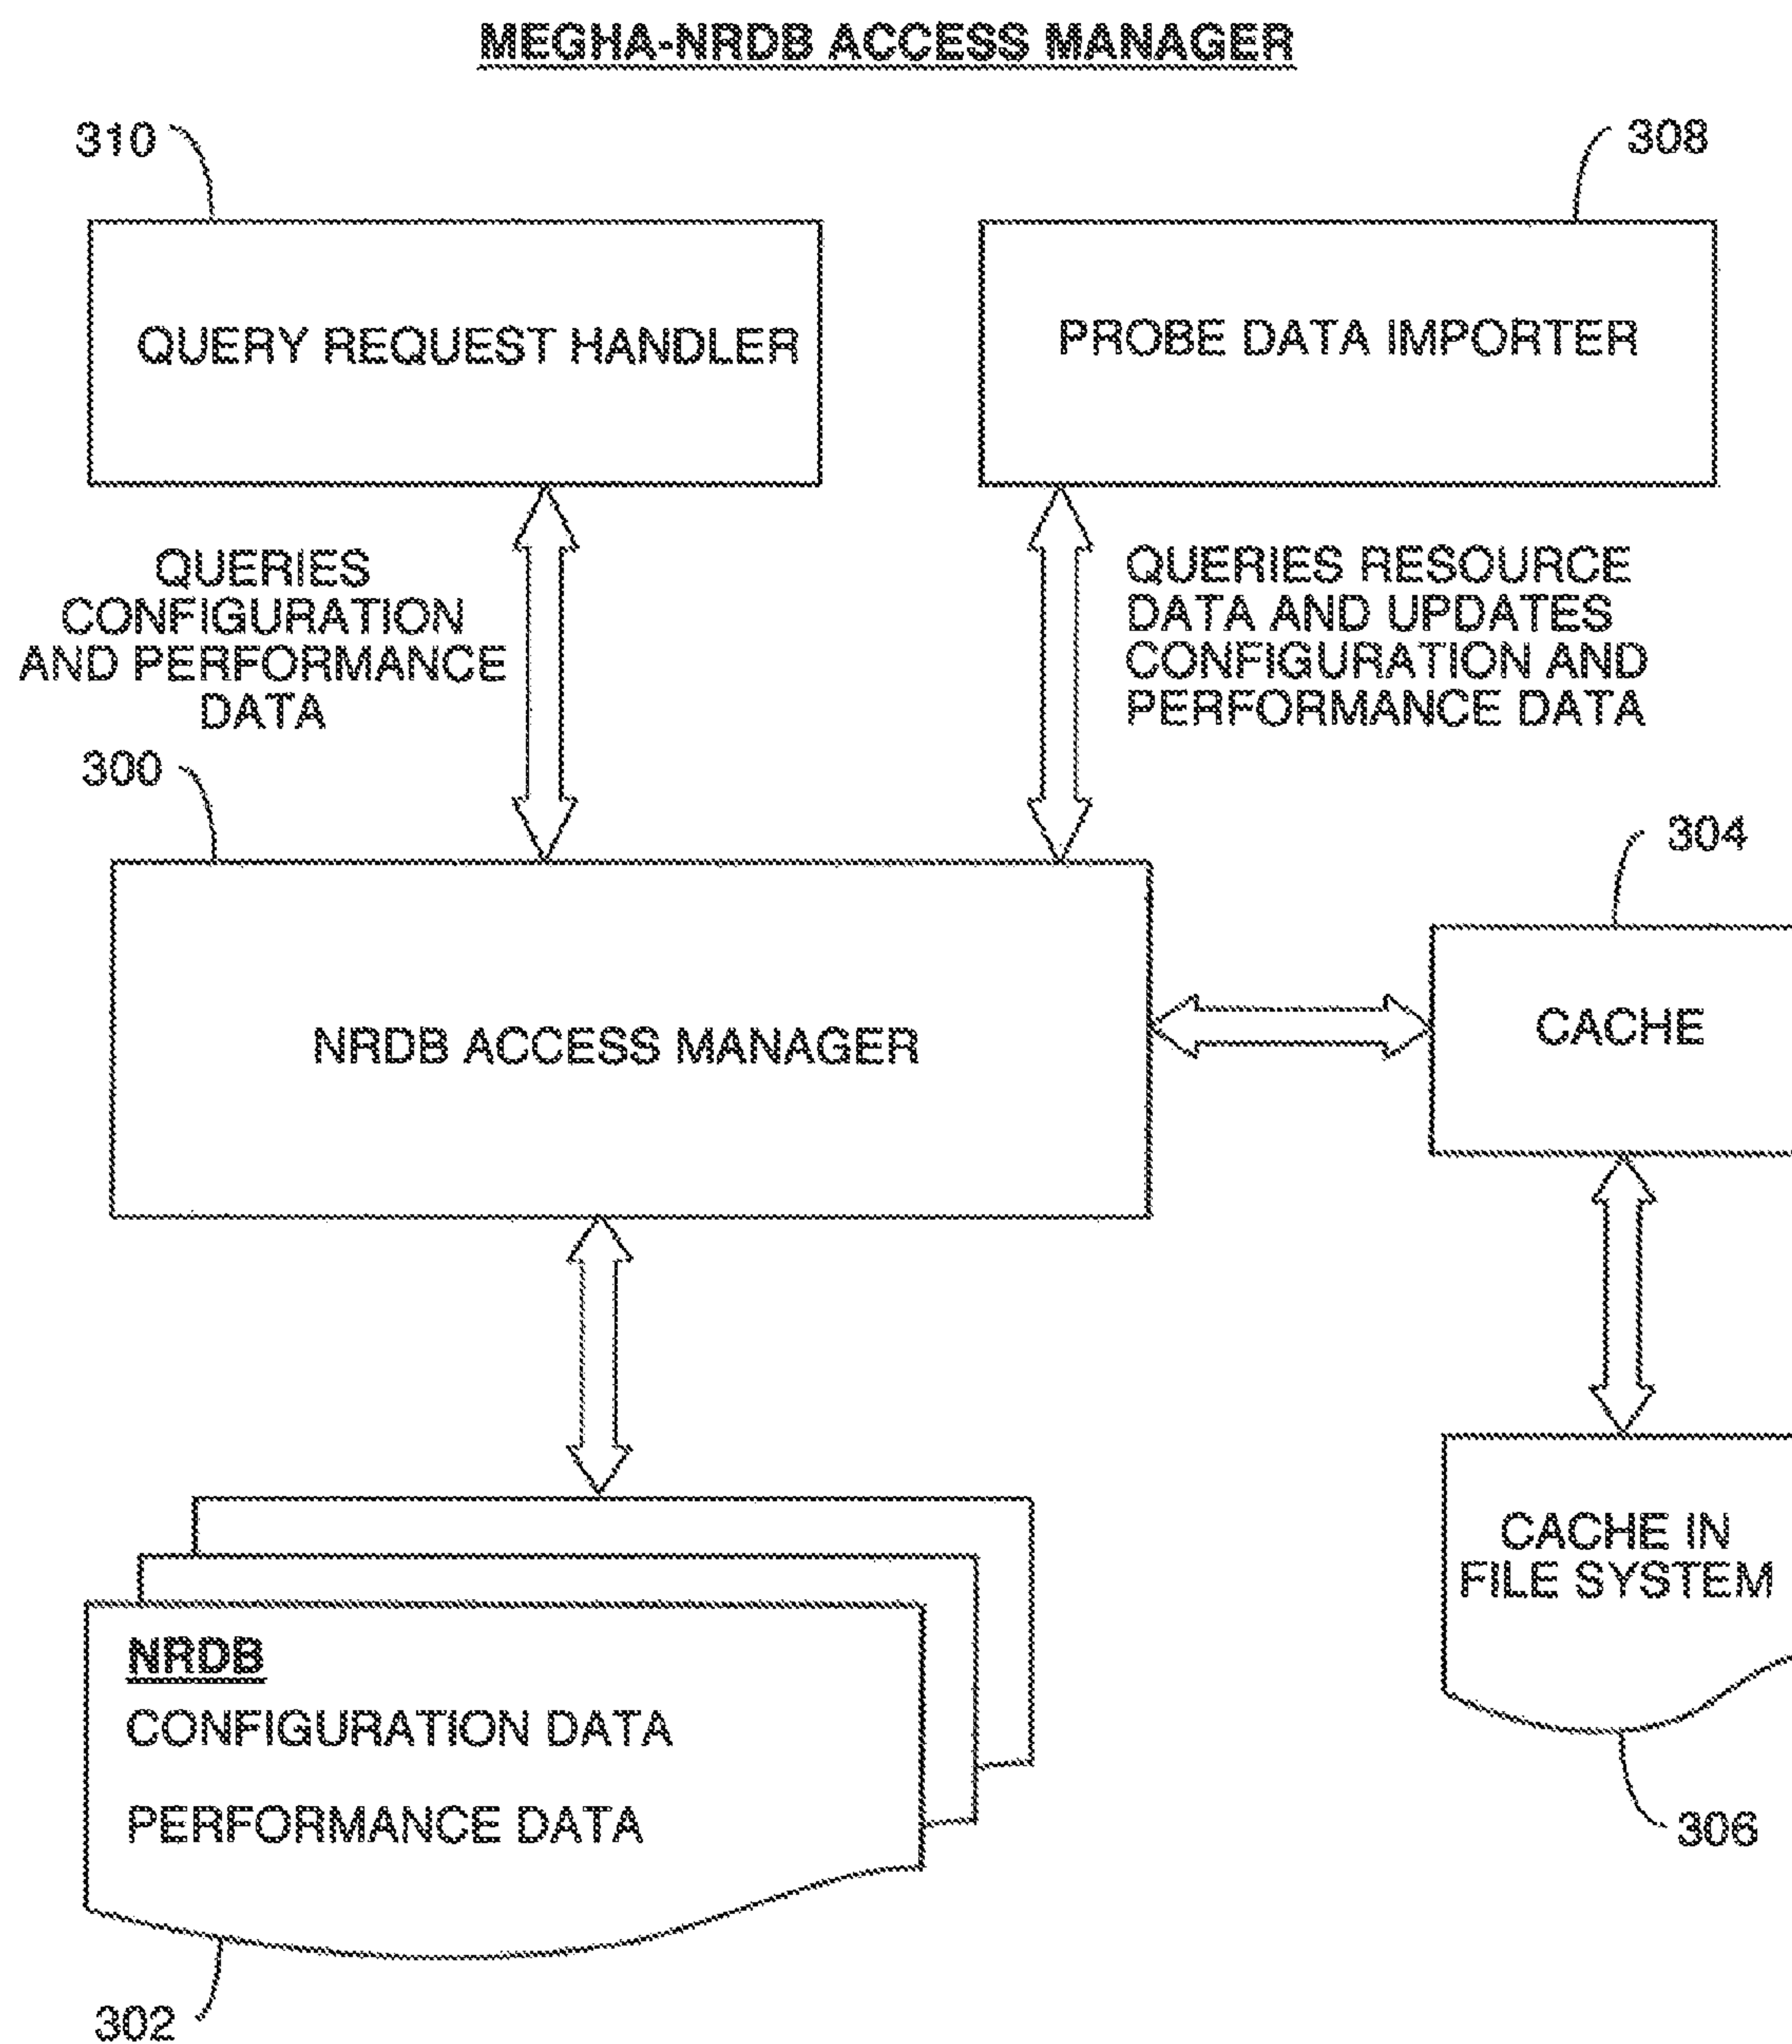 MEGHA-NRDB ACCESS MANAGER
310
308
QUERY REQUEST HANDLER
PROBE DATA IMPORTER
QUERIES
CONFIGURATION
AND PERFORMANCE
DATA
QUERIES RESOURCE
DATA AND UPDATES
CONFIGURATION AND
PERFORMANCE DATA
300
304
NRDB ACCESS MANAGER
CACHE
CACHE IN
FILE SYSTEM
NRDB
CONFIGURATION DATA
PERFORMANCE DATA
306
302